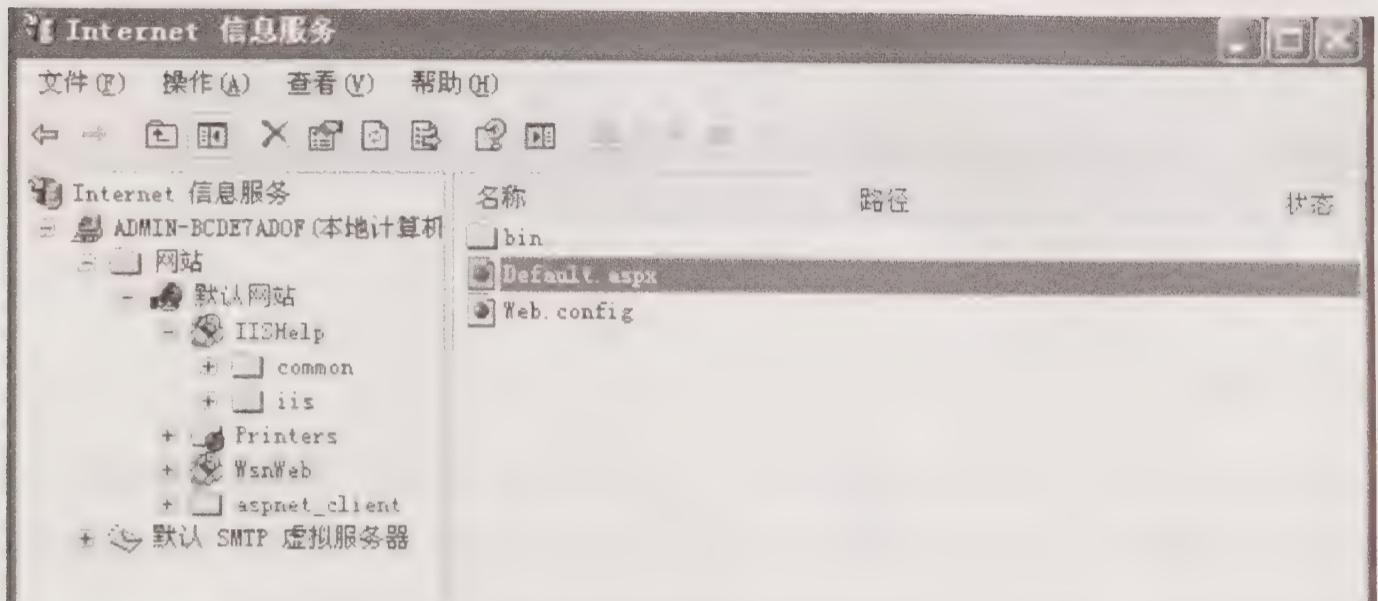 Internet 信息服务
文件(F) 操作(A) 查看(V) 帮助(H)
Internet 信息服务
ADMIN-BCDE7ADOF(本地计算机
网站
默认网站
IISHelp
common
iis
Printers
WsnWeb
aspnet_client
默认 SMTP 虚拟服务器
名称 路径 状态
bin
Default.aspx
Web.config